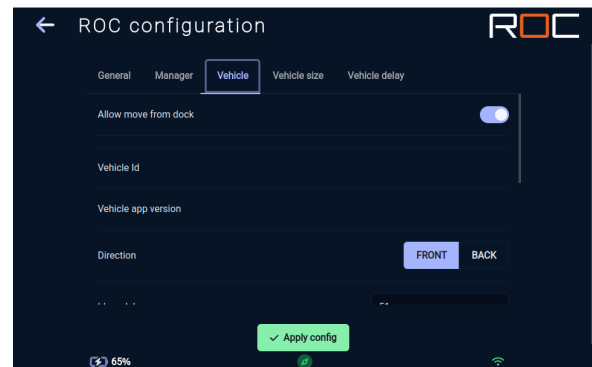 ROC configuration
ROC
General Manager Vehicle Vehicle size Vehicle delay
Allow move from dock
Vehicle Id
Vehicle app version
Direction FRONT BACK
Apply config
65%